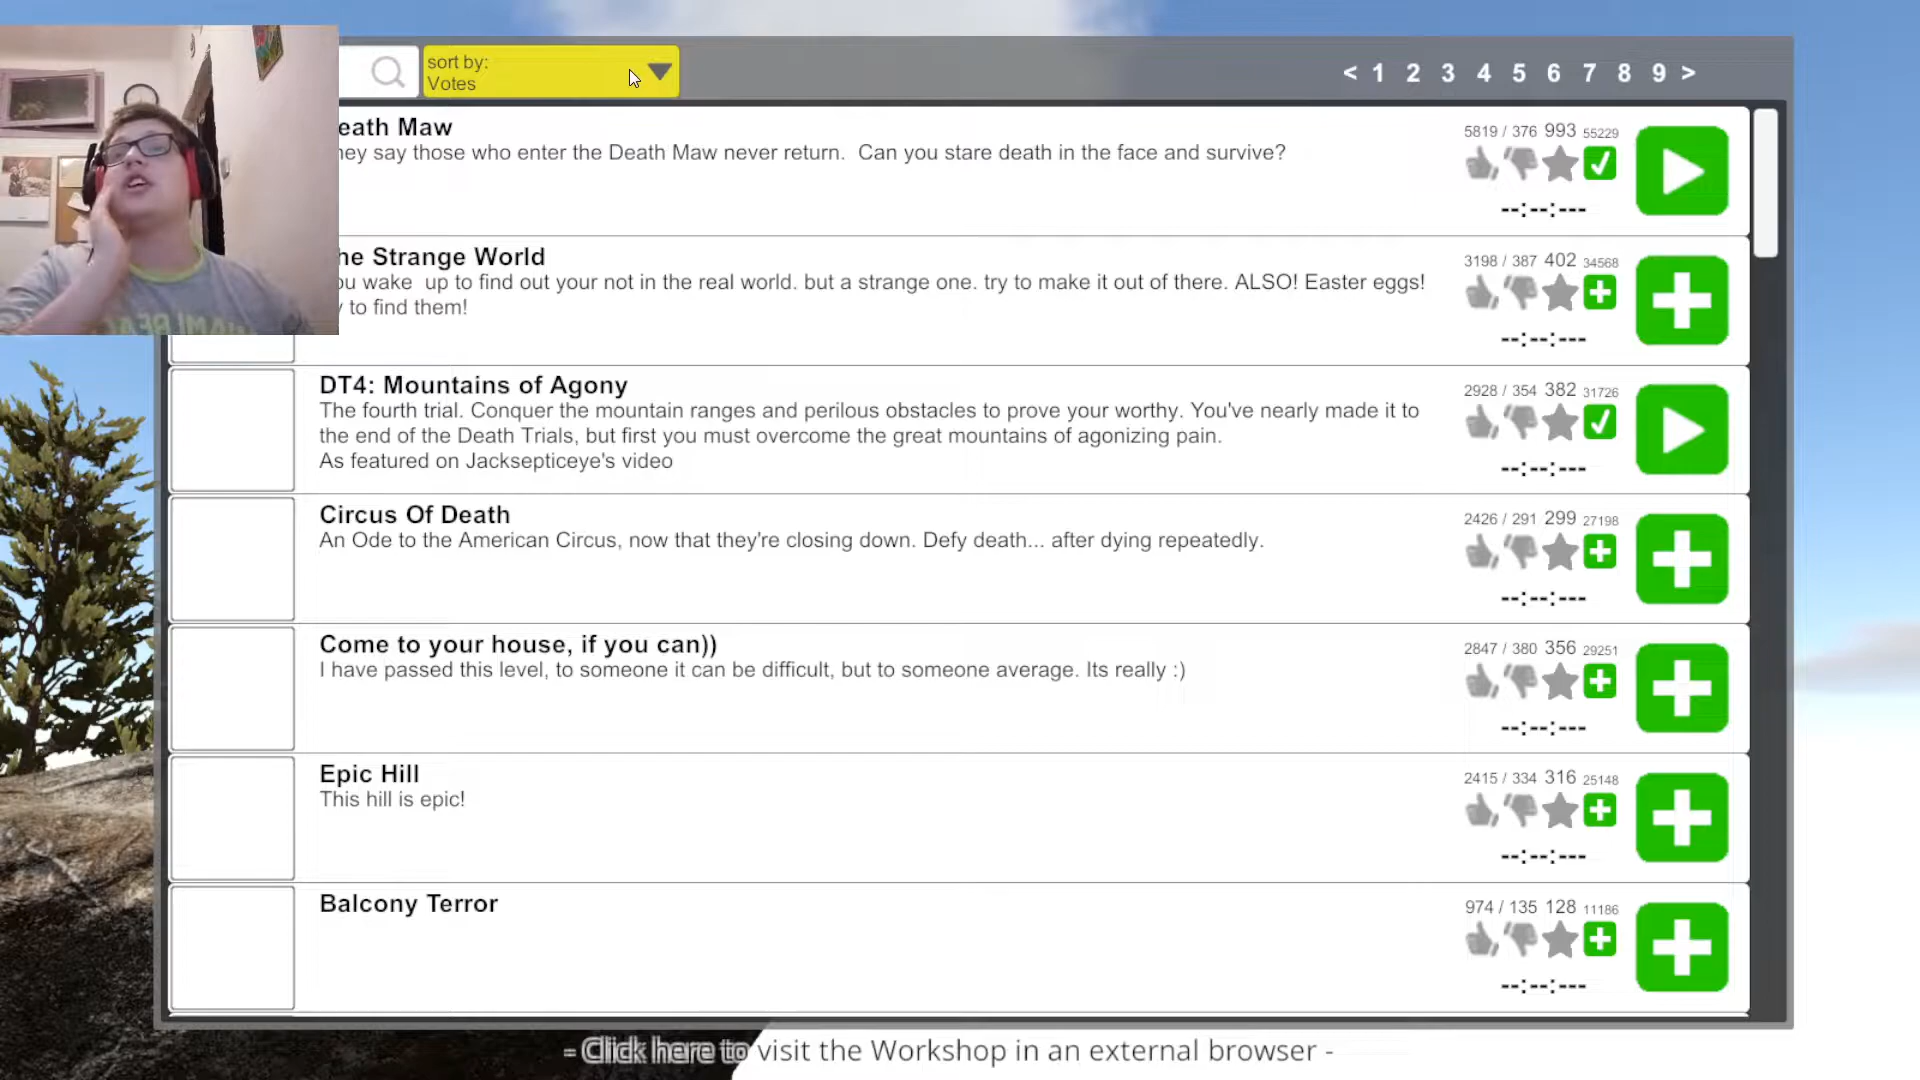 sort by:
Votes
< 1 2 3 4 5 6 7 8 9 >
eath Maw
hey say those who enter the Death Maw never return. Can you stare death in the face and survive?
5819 / 376 993 55229
--:--:---
he Strange World
ou wake up to find out your not in the real world. but a strange one. try to make it out of there. ALSO! Easter eggs!
y to find them!
3198 / 387 402 34568
--:--:---
DT4: Mountains of Agony
The fourth trial. Conquer the mountain ranges and perilous obstacles to prove your worthy. You've nearly made it to
the end of the Death Trials, but first you must overcome the great mountains of agonizing pain.
As featured on Jacksepticeye's video
2928 / 354 382 31726
--:--:---
Circus Of Death
An Ode to the American Circus, now that they're closing down. Defy death... after dying repeatedly.
2426 / 291 299 27198
--:--:---
Come to your house, if you can))
I have passed this level, to someone it can be difficult, but to someone average. Its really :)
2847 / 380 356 29251
--:--:---
Epic Hill
This hill is epic!
2415 / 334 316 25148
--:--:---
Balcony Terror
974 / 135 128 11186
--:--:---
- Click here to visit the Workshop in an external browser -